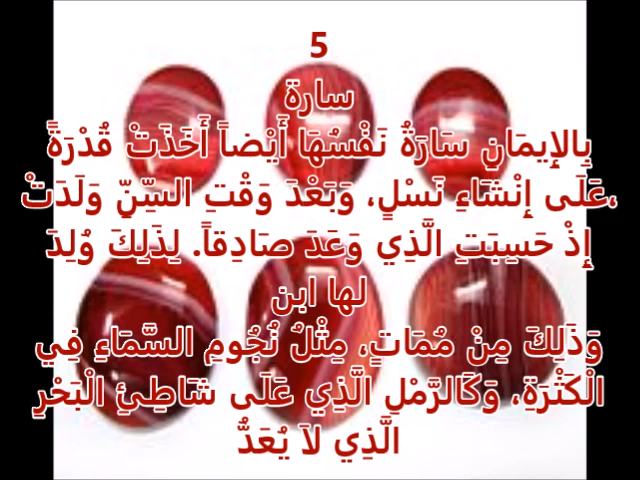 5
سارة
بِالإِيمَانِ سَارَةُ نَفْسُهَا أَيْضاً أَخَذَتْ قُدْرَةً
عَلَى إِنْشَاءِ نَسْلٍ، وَبَعْدَ وَقْتِ السِّنِّ وَلَدَتْ،
إِذْ حَسِبَتِ الَّذِي وَعَدَ صَادِقاً. لِذَلِكَ وُلِدَ
لها ابن
وَذَلِكَ مِنْ مُمَاتٍ، مِثْلُ نُجُومِ السَّمَاءِ فِي
الْكَثْرَةِ، وَكَالرَّمْلِ الَّذِي عَلَى شَاطِئِ الْبَحْرِ
الَّذِي لاَ يُعَدُّ